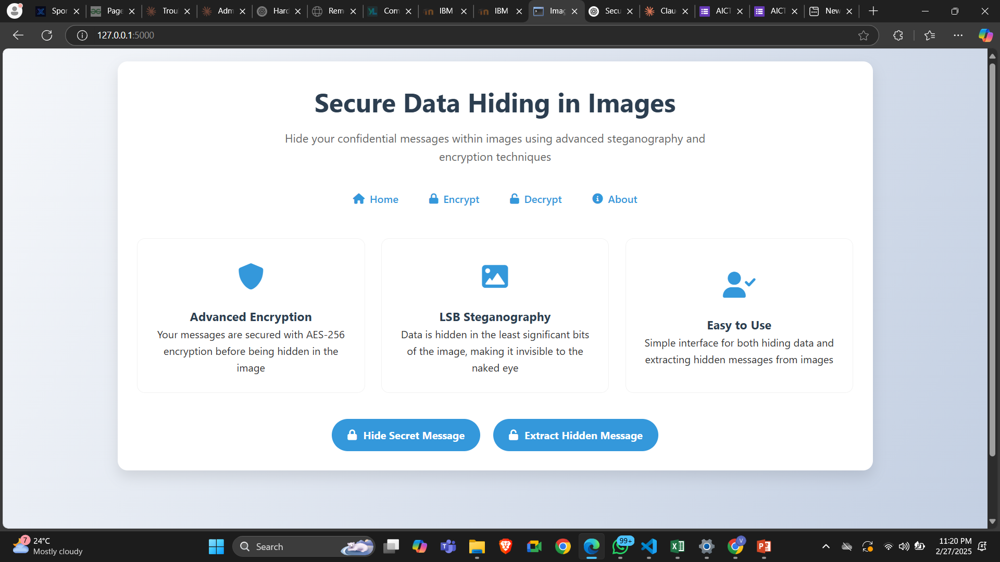 Spor
Page
Trou
Adm
Hard
Rem
Com
IBM
IBM
Imag
Secu
Clau
AICT
AICT
New
127.0.0.1:5000
Secure Data Hiding in Images
Hide your confidential messages within images using advanced steganography and
encryption techniques
Home
Encrypt
Decrypt
About
Advanced Encryption
Your messages are secured with AES-256
encryption before being hidden in the
image
LSB Steganography
Data is hidden in the least significant bits
of the image, making it invisible to the
naked eye
Easy to Use
Simple interface for both hiding data and
extracting hidden messages from images
Hide Secret Message
Extract Hidden Message
7
24°C
Mostly cloudy
Search
99+
V
11:20 PM
2/27/2025